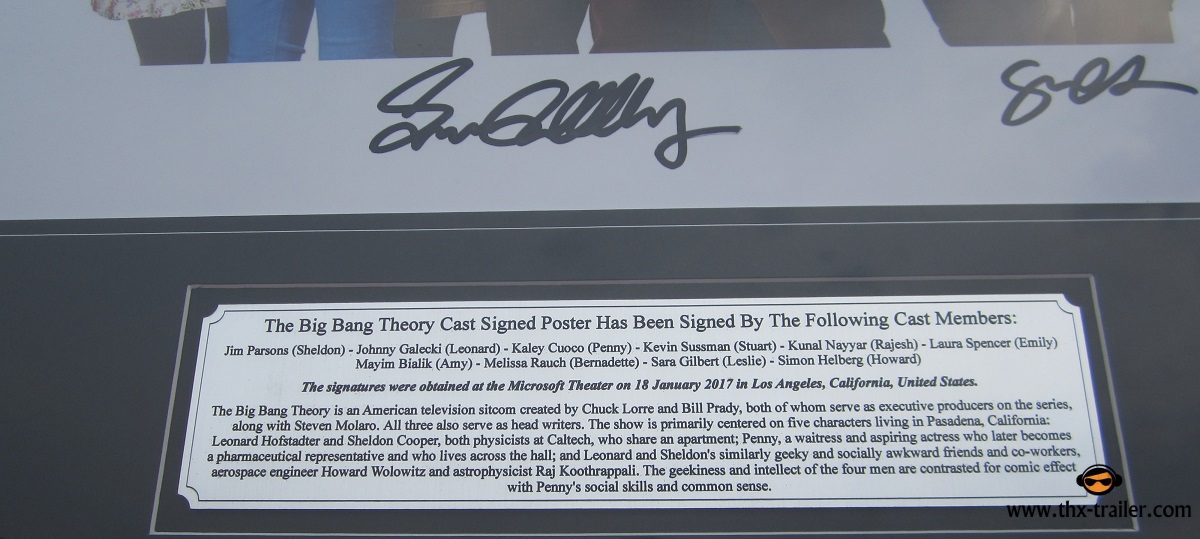 The Big Bang Theory Cast Signed Poster Has Been Signed By The Following Cast Members:
Jim Parsons (Sheldon) - Johnny Galecki (Leonard) - Kaley Cuoco (Penny) - Kevin Sussman (Stuart) - Kunal Nayyar (Rajesh) - Laura Spencer (Emily)
Mayim Bialik (Amy) - Melissa Rauch (Bernadette) - Sara Gilbert (Leslie) - Simon Helberg (Howard)
The signatures were obtained at the Microsoft Theater on 18 January 2017 in Los Angeles, California, United States.
The Big Bang Theory is an American television sitcom created by Chuck Lorre and Bill Prady, both of whom serve as executive producers on the series,
along with Steven Molaro. All three also serve as head writers. The show is primarily centered on five characters living in Pasadena, California:
Leonard Hofstadter and Sheldon Cooper, both physicists at Caltech, who share an apartment; Penny, a waitress and aspiring actress who later becomes
a pharmaceutical representative and who lives across the hall; and Leonard and Sheldon's similarly geeky and socially awkward friends and co-workers,
aerospace engineer Howard Wolowitz and astrophysicist Raj Koothrappali. The geekiness and intellect of the four men are contrasted for comic effect
with Penny's social skills and common sense.
www.thx-trailer.com